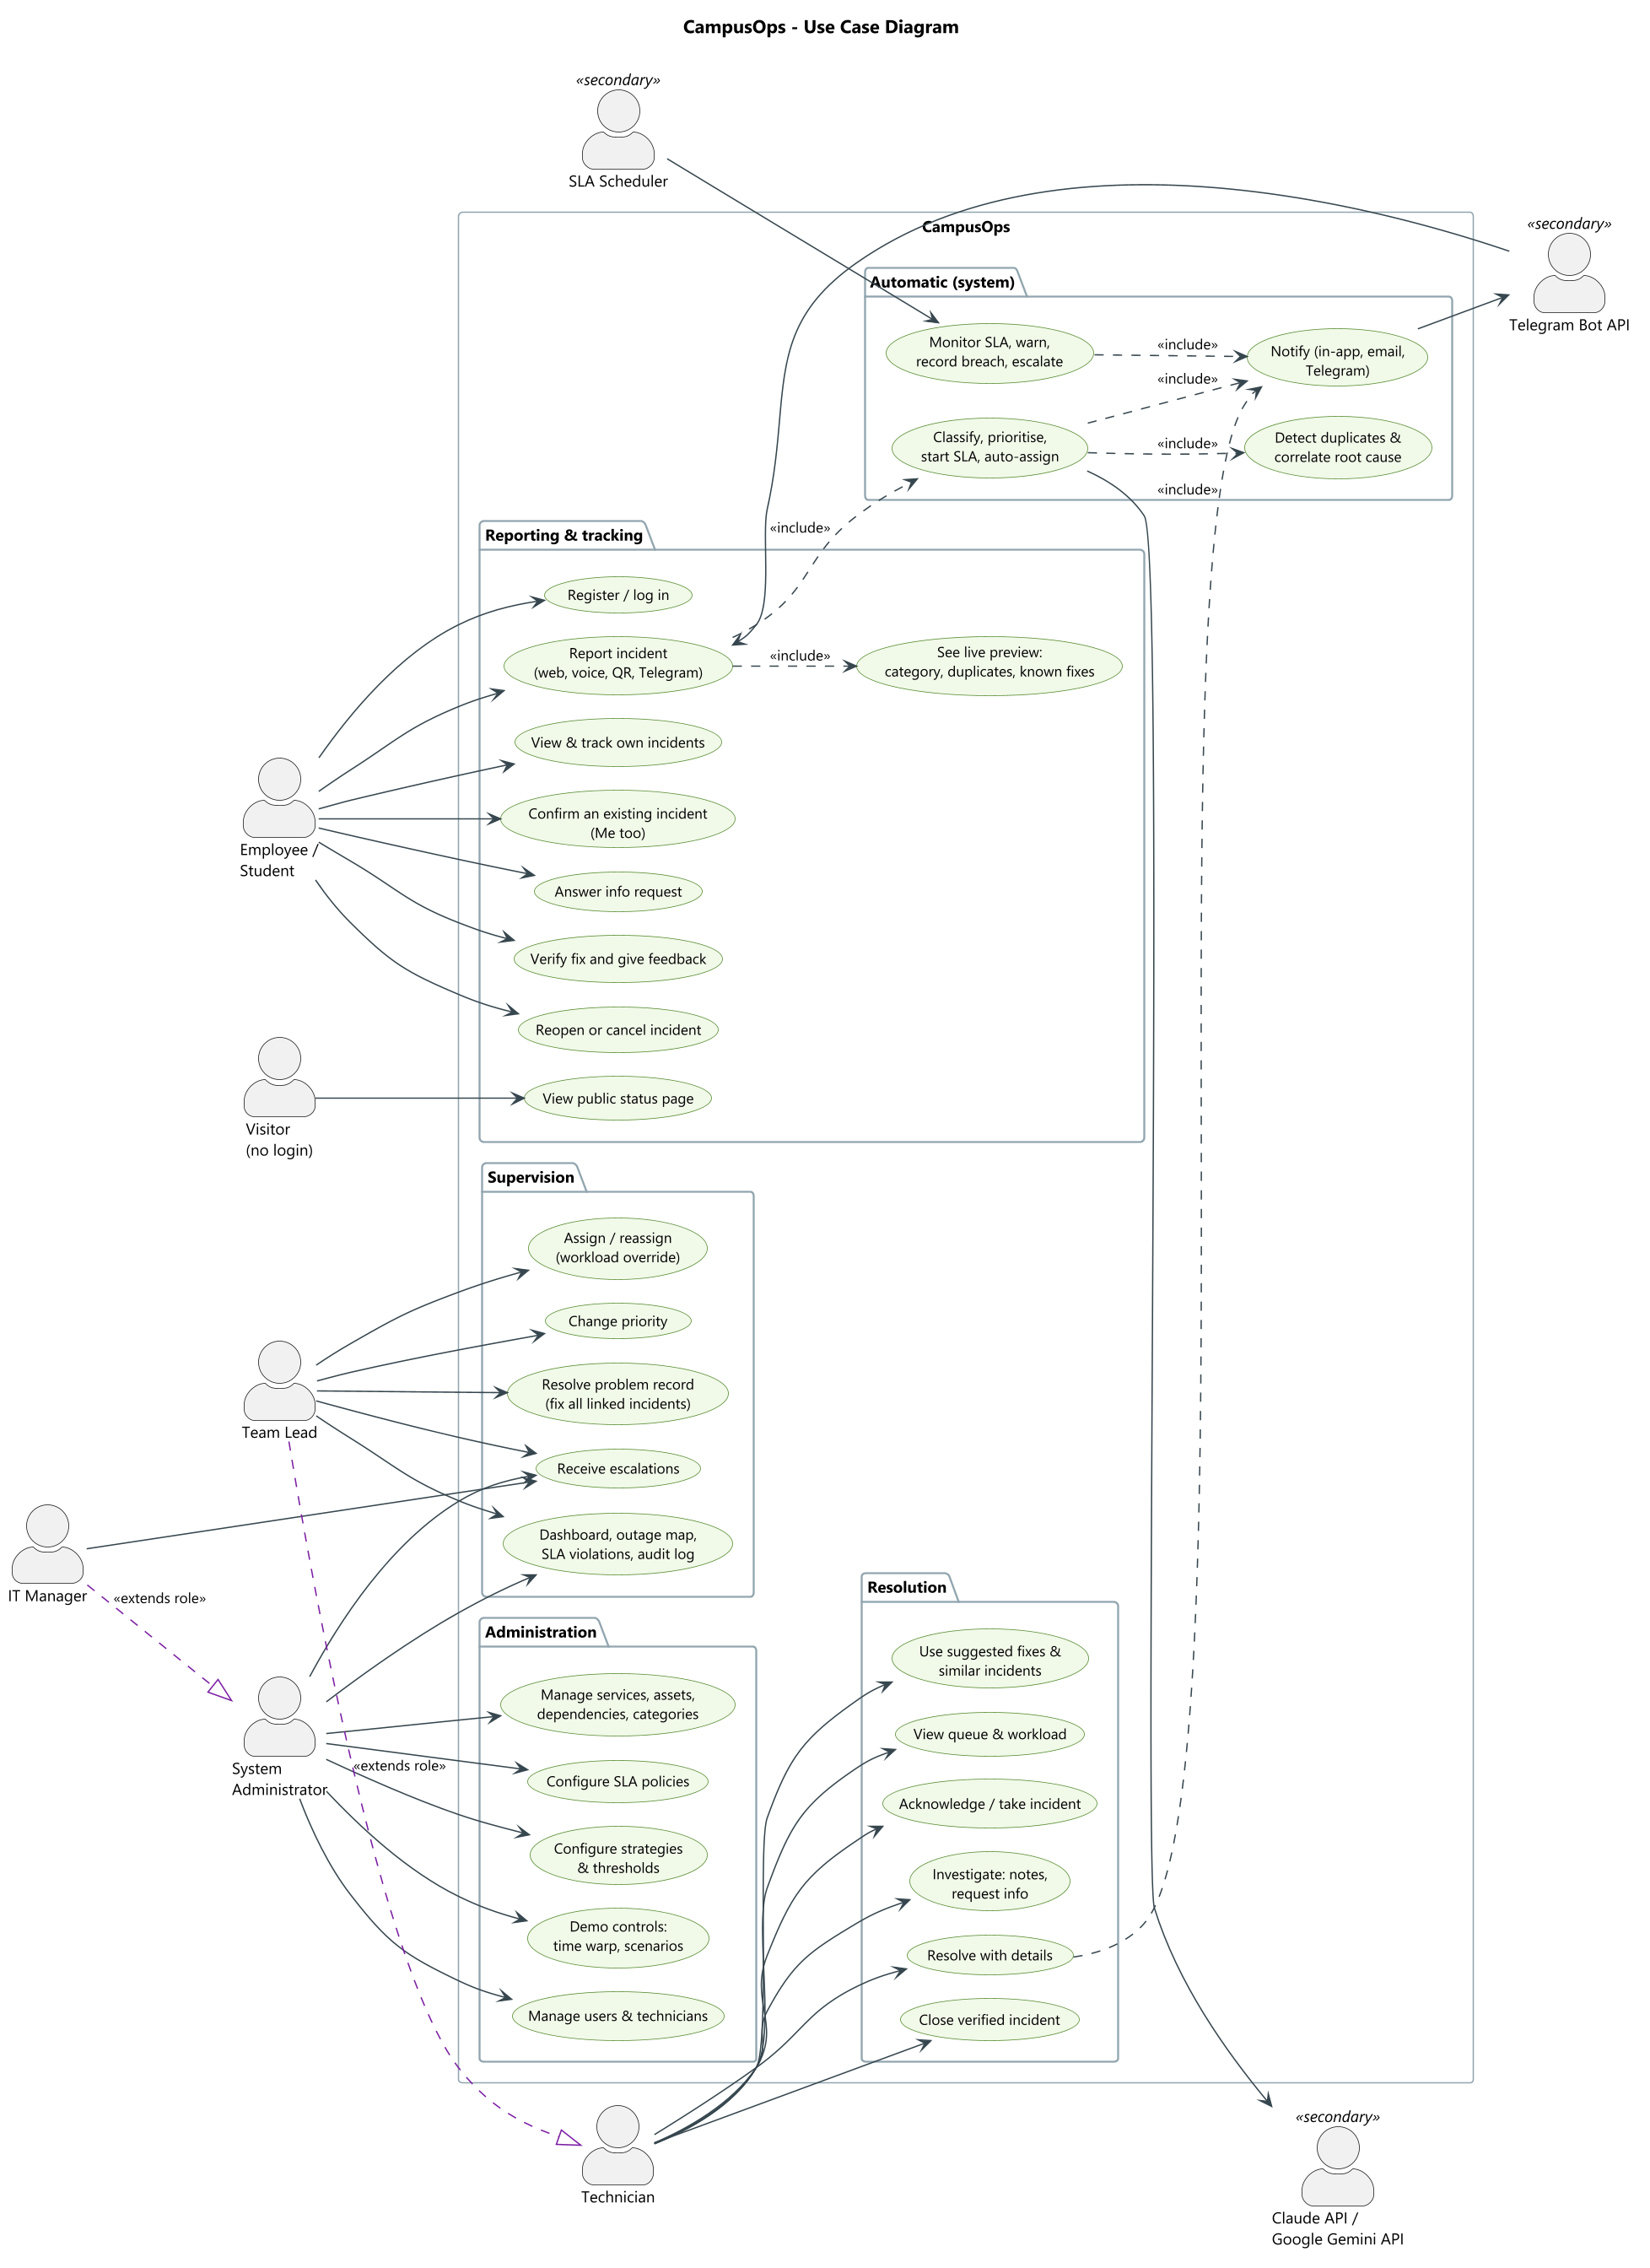 CampusOps - Use Case Diagram
«secondary»
SLA Scheduler
CampusOps
«secondary»
Telegram Bot API
Automatic (system)
Monitor SLA, warn,
record breach, escalate
«include»
Notify (in-app, email,
Telegram)
«include»
Classify, prioritise,
start SLA, auto-assign
«include»
Detect duplicates &
correlate root cause
«include»
«include»
Reporting & tracking
Register / log in
Report incident
(web, voice, QR, Telegram)
«include»
See live preview:
category, duplicates, known fixes
View & track own incidents
Confirm an existing incident
(Me too)
Employee /
Student
Answer info request
Verify fix and give feedback
Reopen or cancel incident
View public status page
Visitor
(no login)
Supervision
Assign / reassign
(workload override)
Change priority
Resolve problem record
(fix all linked incidents)
Team Lead
Receive escalations
Dashboard, outage map,
SLA violations, audit log
IT Manager
«extends role»
Resolution
Administration
Use suggested fixes &
similar incidents
Manage services, assets,
dependencies, categories
View queue & workload
System
Administrator
«extends role»
Configure SLA policies
Acknowledge / take incident
Configure strategies
& thresholds
Investigate: notes,
request info
Demo controls:
time warp, scenarios
Resolve with details
Manage users & technicians
Close verified incident
Technician
«secondary»
Claude API /
Google Gemini API